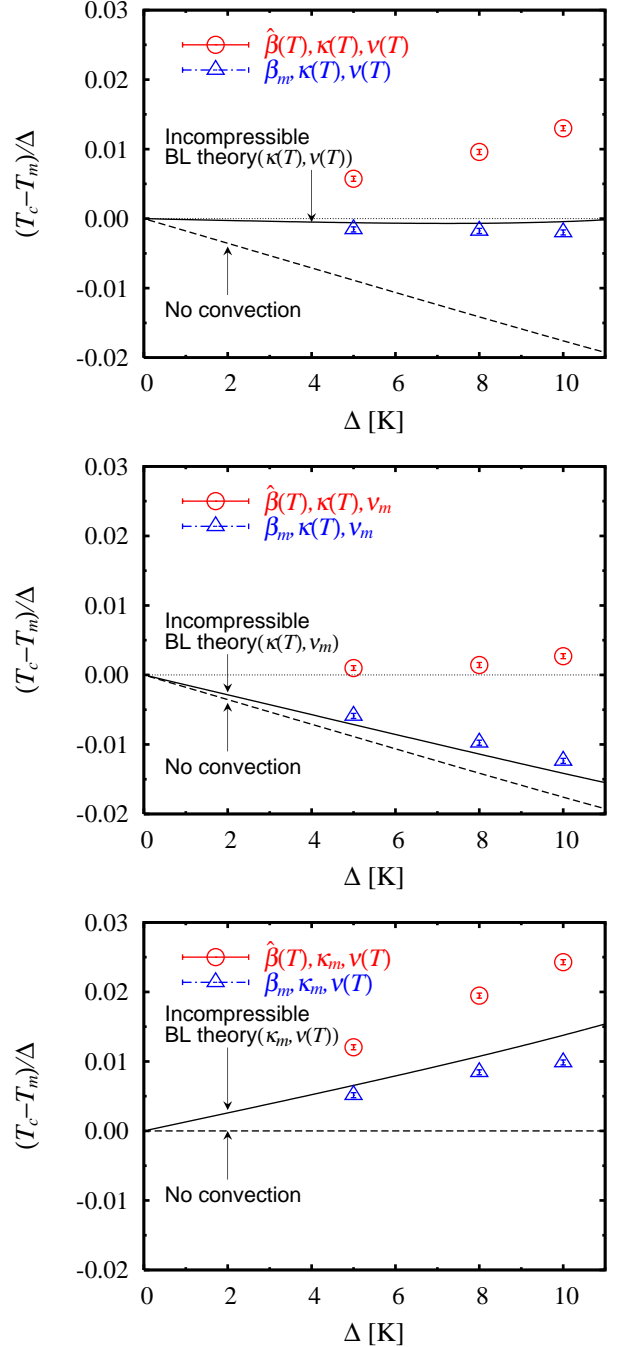 0.03
0.02
0.01
0.00
-0.01
-0.02
(T_c−T_m)/Δ
β̂(T), κ(T), ν(T)
β_m, κ(T), ν(T)
Incompressible
BL theory(κ(T), ν(T))
No convection
0 2 4 6 8 10
Δ [K]
0.03
0.02
0.01
0.00
-0.01
-0.02
(T_c−T_m)/Δ
β̂(T), κ(T), ν_m
β_m, κ(T), ν_m
Incompressible
BL theory(κ(T), ν_m)
No convection
0 2 4 6 8 10
Δ [K]
0.03
0.02
0.01
0.00
-0.01
-0.02
(T_c−T_m)/Δ
β̂(T), κ_m, ν(T)
β_m, κ_m, ν(T)
Incompressible
BL theory(κ_m, ν(T))
No convection
0 2 4 6 8 10
Δ [K]